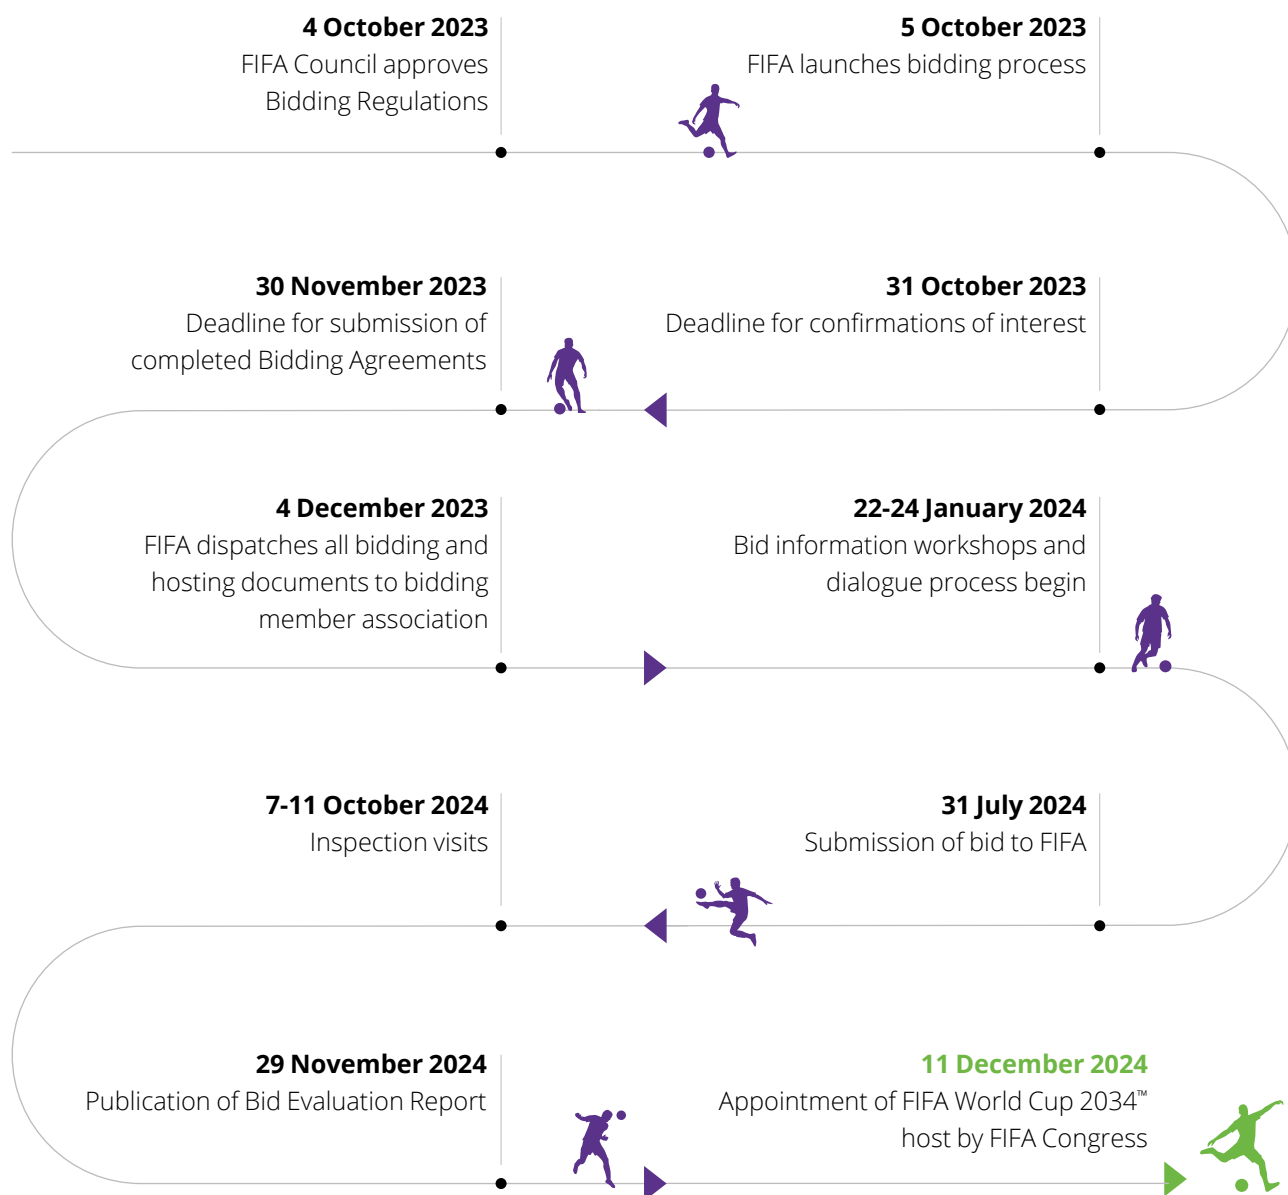 4 October 2023
FIFA Council approves
Bidding Regulations
5 October 2023
FIFA launches bidding process
31 October 2023
Deadline for confirmations of interest
30 November 2023
Deadline for submission of
completed Bidding Agreements
4 December 2023
FIFA dispatches all bidding and
hosting documents to bidding
member association
22-24 January 2024
Bid information workshops and
dialogue process begin
31 July 2024
Submission of bid to FIFA
7-11 October 2024
Inspection visits
29 November 2024
Publication of Bid Evaluation Report
11 December 2024
Appointment of FIFA World Cup 2034™
host by FIFA Congress